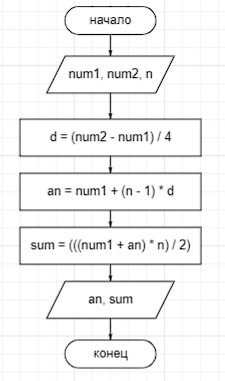 начало
num1, num2, n
d = (num2 - num1) / 4
an = num1 + (n - 1) * d
sum = (((num1 + an) * n) / 2)
an, sum
конец